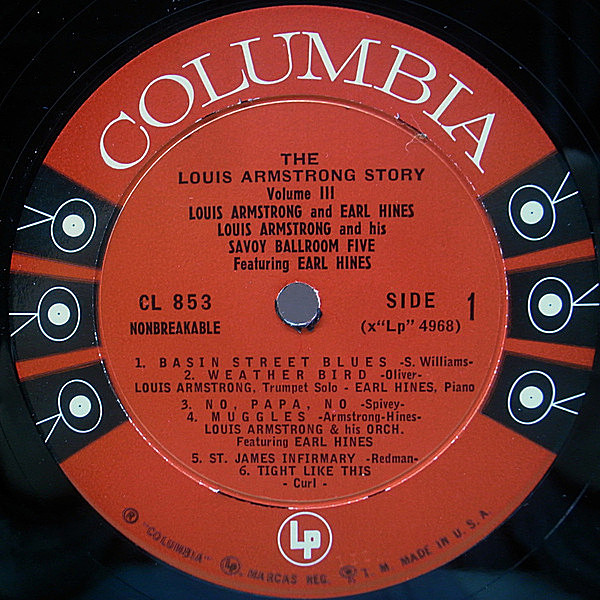 COLUMBIA
THE
LOUIS ARMSTRONG STORY
Volume III
LOUIS ARMSTRONG and EARL HINES
LOUIS ARMSTRONG and his
SAVOY BALLROOM FIVE
Featuring EARL HINES
CL 853
NONBREAKABLE
SIDE 1
(x"Lp" 4968)
1. BASIN STREET BLUES -S. Williams-
2. WEATHER BIRD -Oliver-
LOUIS ARMSTRONG, Trumpet Solo - EARL HINES, Piano
3. NO, PAPA, NO -Spivey-
4. MUGGLES -Armstrong-Hines-
LOUIS ARMSTRONG & his ORCH.
Featuring EARL HINES
5. ST. JAMES INFIRMARY -Redman-
6. TIGHT LIKE THIS
- Curl -
Lp
® "COLUMBIA" Lp, MARCAS REG. T M. MADE IN U.S.A.